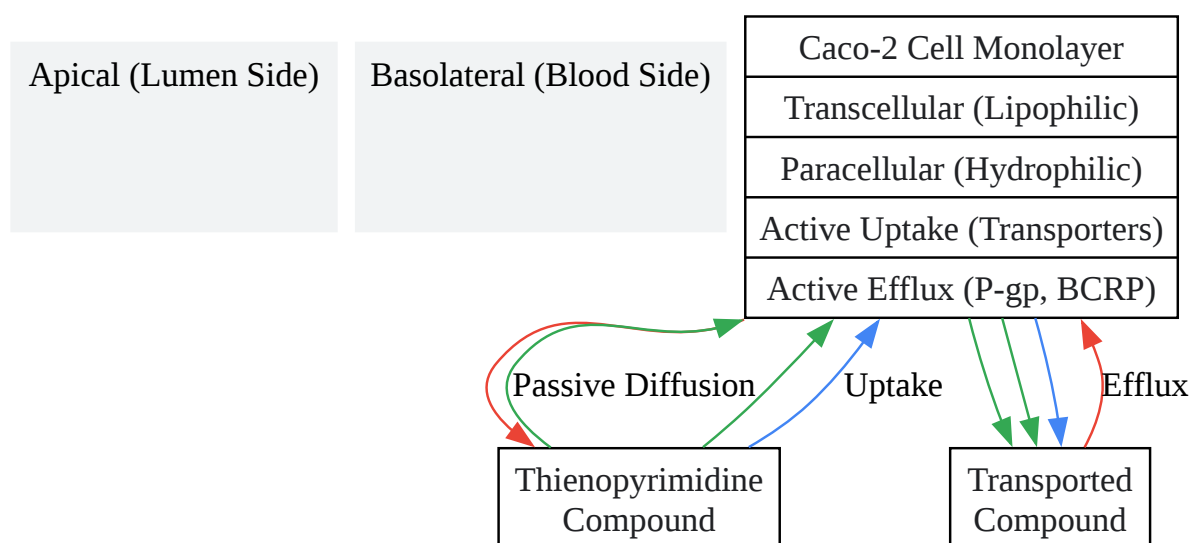 Apical (Lumen Side)
Basolateral (Blood Side)
Caco-2 Cell Monolayer
Transcellular (Lipophilic)
Paracellular (Hydrophilic)
Active Uptake (Transporters)
Active Efflux (P-gp, BCRP)
Passive Diffusion
Uptake
Efflux
Thienopyrimidine
Compound
Transported
Compound